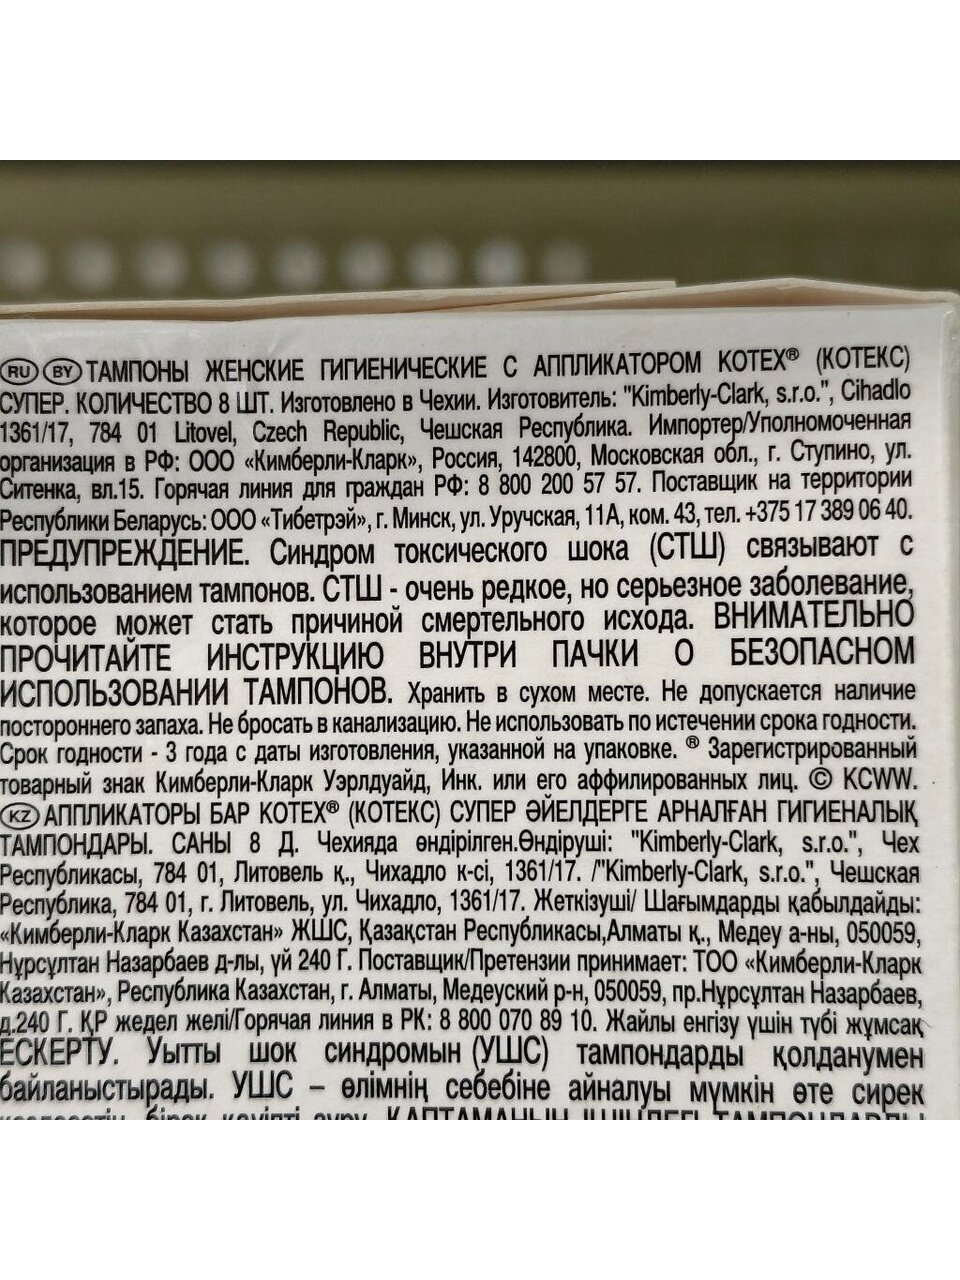 RU BY ТАМПОНЫ ЖЕНСКИЕ ГИГИЕНИЧЕСКИЕ С АППЛИКАТОРОМ KOTEX® (КОТЕКС)
СУПЕР. КОЛИЧЕСТВО 8 ШТ. Изготовлено в Чехии. Изготовитель: "Kimberly-Clark, s.r.o.", Cihadlo
1361/17, 784 01 Litovel, Czech Republic, Чешская Республика. Импортер/Уполномоченная
организация в РФ: ООО «Кимберли-Кларк», Россия, 142800, Московская обл., г. Ступино, ул.
Ситенка, вл.15. Горячая линия для граждан РФ: 8 800 200 57 57. Поставщик на территории
Республики Беларусь: ООО «Тибетрэй», г. Минск, ул. Уручская, 11А, ком. 43, тел. +375 17 389 06 40.
ПРЕДУПРЕЖДЕНИЕ. Синдром токсического шока (СТШ) связывают с
использованием тампонов. СТШ - очень редкое, но серьезное заболевание,
которое может стать причиной смертельного исхода. ВНИМАТЕЛЬНО
ПРОЧИТАЙТЕ ИНСТРУКЦИЮ ВНУТРИ ПАЧКИ О БЕЗОПАСНОМ
ИСПОЛЬЗОВАНИИ ТАМПОНОВ. Хранить в сухом месте. Не допускается наличие
постороннего запаха. Не бросать в канализацию. Не использовать по истечении срока годности.
Срок годности - 3 года с даты изготовления, указанной на упаковке. ® Зарегистрированный
товарный знак Кимберли-Кларк Уэрлдуайд, Инк. или его аффилированных лиц. © KCWW.
KZ АППЛИКАТОРЫ БАР KOTEX® (КОТЕКС) СУПЕР ӘЙЕЛДЕРГЕ АРНАЛҒАН ГИГИЕНАЛЫҚ
ТАМПОНДАРЫ. САНЫ 8 Д. Чехияда өндірілген.Өндіруші: "Kimberly-Clark, s.r.o.", Чех
Республикасы, 784 01, Литовель қ., Чихадло к-сі, 1361/17. /"Kimberly-Clark, s.r.o.", Чешская
Республика, 784 01, г. Литовель, ул. Чихадло, 1361/17. Жеткізуші/ Шағымдарды қабылдайды:
«Кимберли-Кларк Казахстан» ЖШС, Қазақстан Республикасы,Алматы қ., Медеу а-ны, 050059,
Нұрсұлтан Назарбаев д-лы, үй 240 Г. Поставщик/Претензии принимает: ТОО «Кимберли-Кларк
Казахстан», Республика Казахстан, г. Алматы, Медеуский р-н, 050059, пр.Нұрсұлтан Назарбаев,
д.240 Г. ҚР жедел желі/Горячая линия в РК: 8 800 070 89 10. Жайлы енгізу үшін түбі жұмсақ
ЕСКЕРТУ. Уытты шок синдромын (УШС) тампондарды қолданумен
байланыстырады. УШС – өлімнің себебіне айналуы мүмкін өте сирек
бірақ қауіпті ауру. ҚАПТАМАНЫҢ ІШІНДЕГІ ТАМПОНДАРДЫ